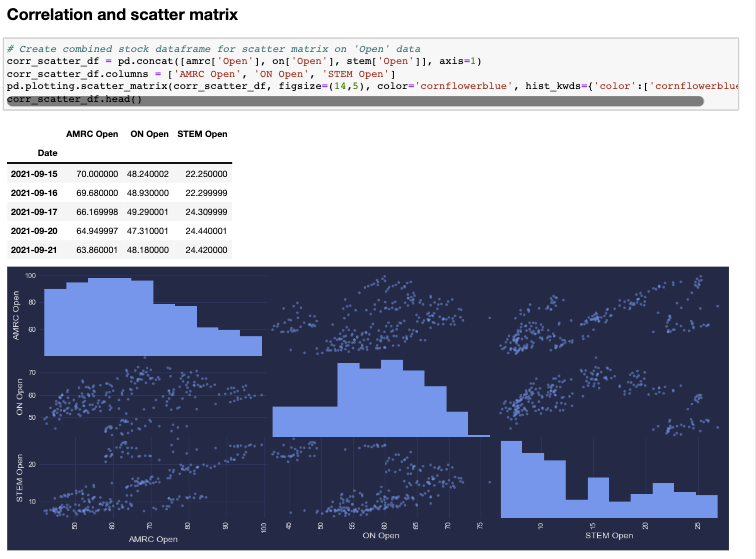 Correlation and scatter matrix
# Create combined stock dataframe for scatter matrix on 'Open' data
corr_scatter_df = pd.concat([amrc['Open'], on['Open'], stem['Open']], axis=1)
corr_scatter_df.columns = ['AMRC Open', 'ON Open', 'STEM Open']
pd.plotting.scatter_matrix(corr_scatter_df, figsize=(14,5), color='cornflowerblue', hist_kwds={'color':['cornflowerblue
corr_scatter_df.head()
AMRC Open ON Open STEM Open
Date
2021-09-15 70.000000 48.240002 22.250000
2021-09-16 69.680000 48.930000 22.299999
2021-09-17 66.169998 49.290001 24.309999
2021-09-20 64.949997 47.310001 24.440001
2021-09-21 63.860001 48.180000 24.420000
100
80
60
AMRC Open
70
60
50
ON Open
20
10
STEM Open
50 60 70 80 90 100
AMRC Open
45 50 55 60 65 70 75
ON Open
10 15 20 25
STEM Open